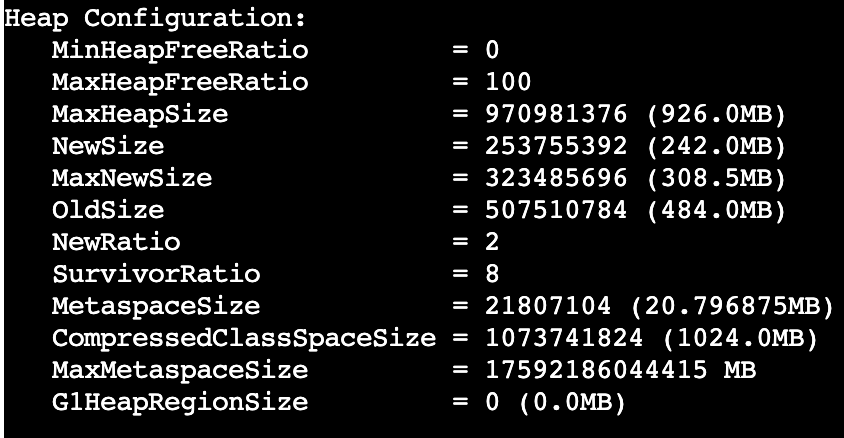 Heap Configuration:
   MinHeapFreeRatio         = 0
   MaxHeapFreeRatio         = 100
   MaxHeapSize              = 970981376 (926.0MB)
   NewSize                  = 253755392 (242.0MB)
   MaxNewSize               = 323485696 (308.5MB)
   OldSize                  = 507510784 (484.0MB)
   NewRatio                 = 2
   SurvivorRatio            = 8
   MetaspaceSize            = 21807104 (20.796875MB)
   CompressedClassSpaceSize = 1073741824 (1024.0MB)
   MaxMetaspaceSize         = 17592186044415 MB
   G1HeapRegionSize         = 0 (0.0MB)